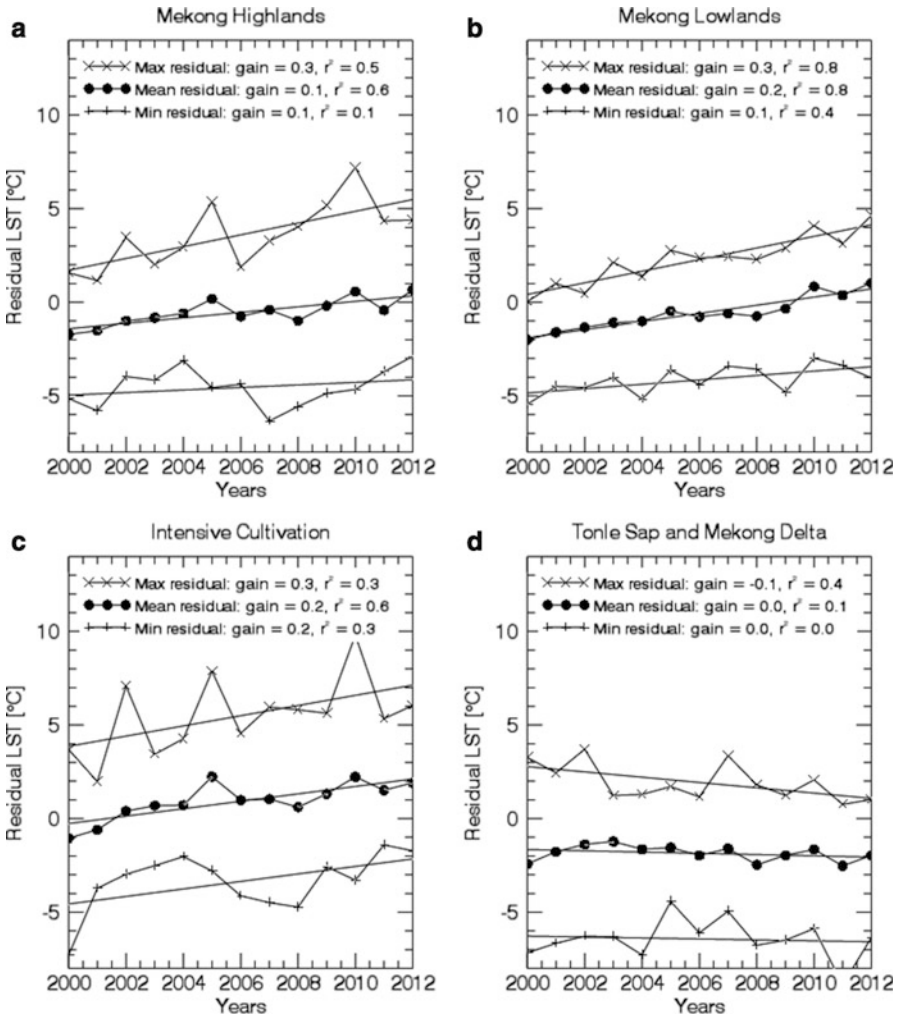 a
Mekong Highlands
Max residual: gain = 0.3, r² = 0.5
Mean residual: gain = 0.1, r² = 0.6
Min residual: gain = 0.1, r² = 0.1
Residual LST [°C]
10
5
0
-5
2000 2002 2004 2006 2008 2010 2012
Years
b
Mekong Lowlands
Max residual: gain = 0.3, r² = 0.8
Mean residual: gain = 0.2, r² = 0.8
Min residual: gain = 0.1, r² = 0.4
Residual LST [°C]
10
5
0
-5
2000 2002 2004 2006 2008 2010 2012
Years
c
Intensive Cultivation
Max residual: gain = 0.3, r² = 0.3
Mean residual: gain = 0.2, r² = 0.6
Min residual: gain = 0.2, r² = 0.3
Residual LST [°C]
10
5
0
-5
2000 2002 2004 2006 2008 2010 2012
Years
d
Tonle Sap and Mekong Delta
Max residual: gain = -0.1, r² = 0.4
Mean residual: gain = 0.0, r² = 0.1
Min residual: gain = 0.0, r² = 0.0
Residual LST [°C]
10
5
0
-5
2000 2002 2004 2006 2008 2010 2012
Years